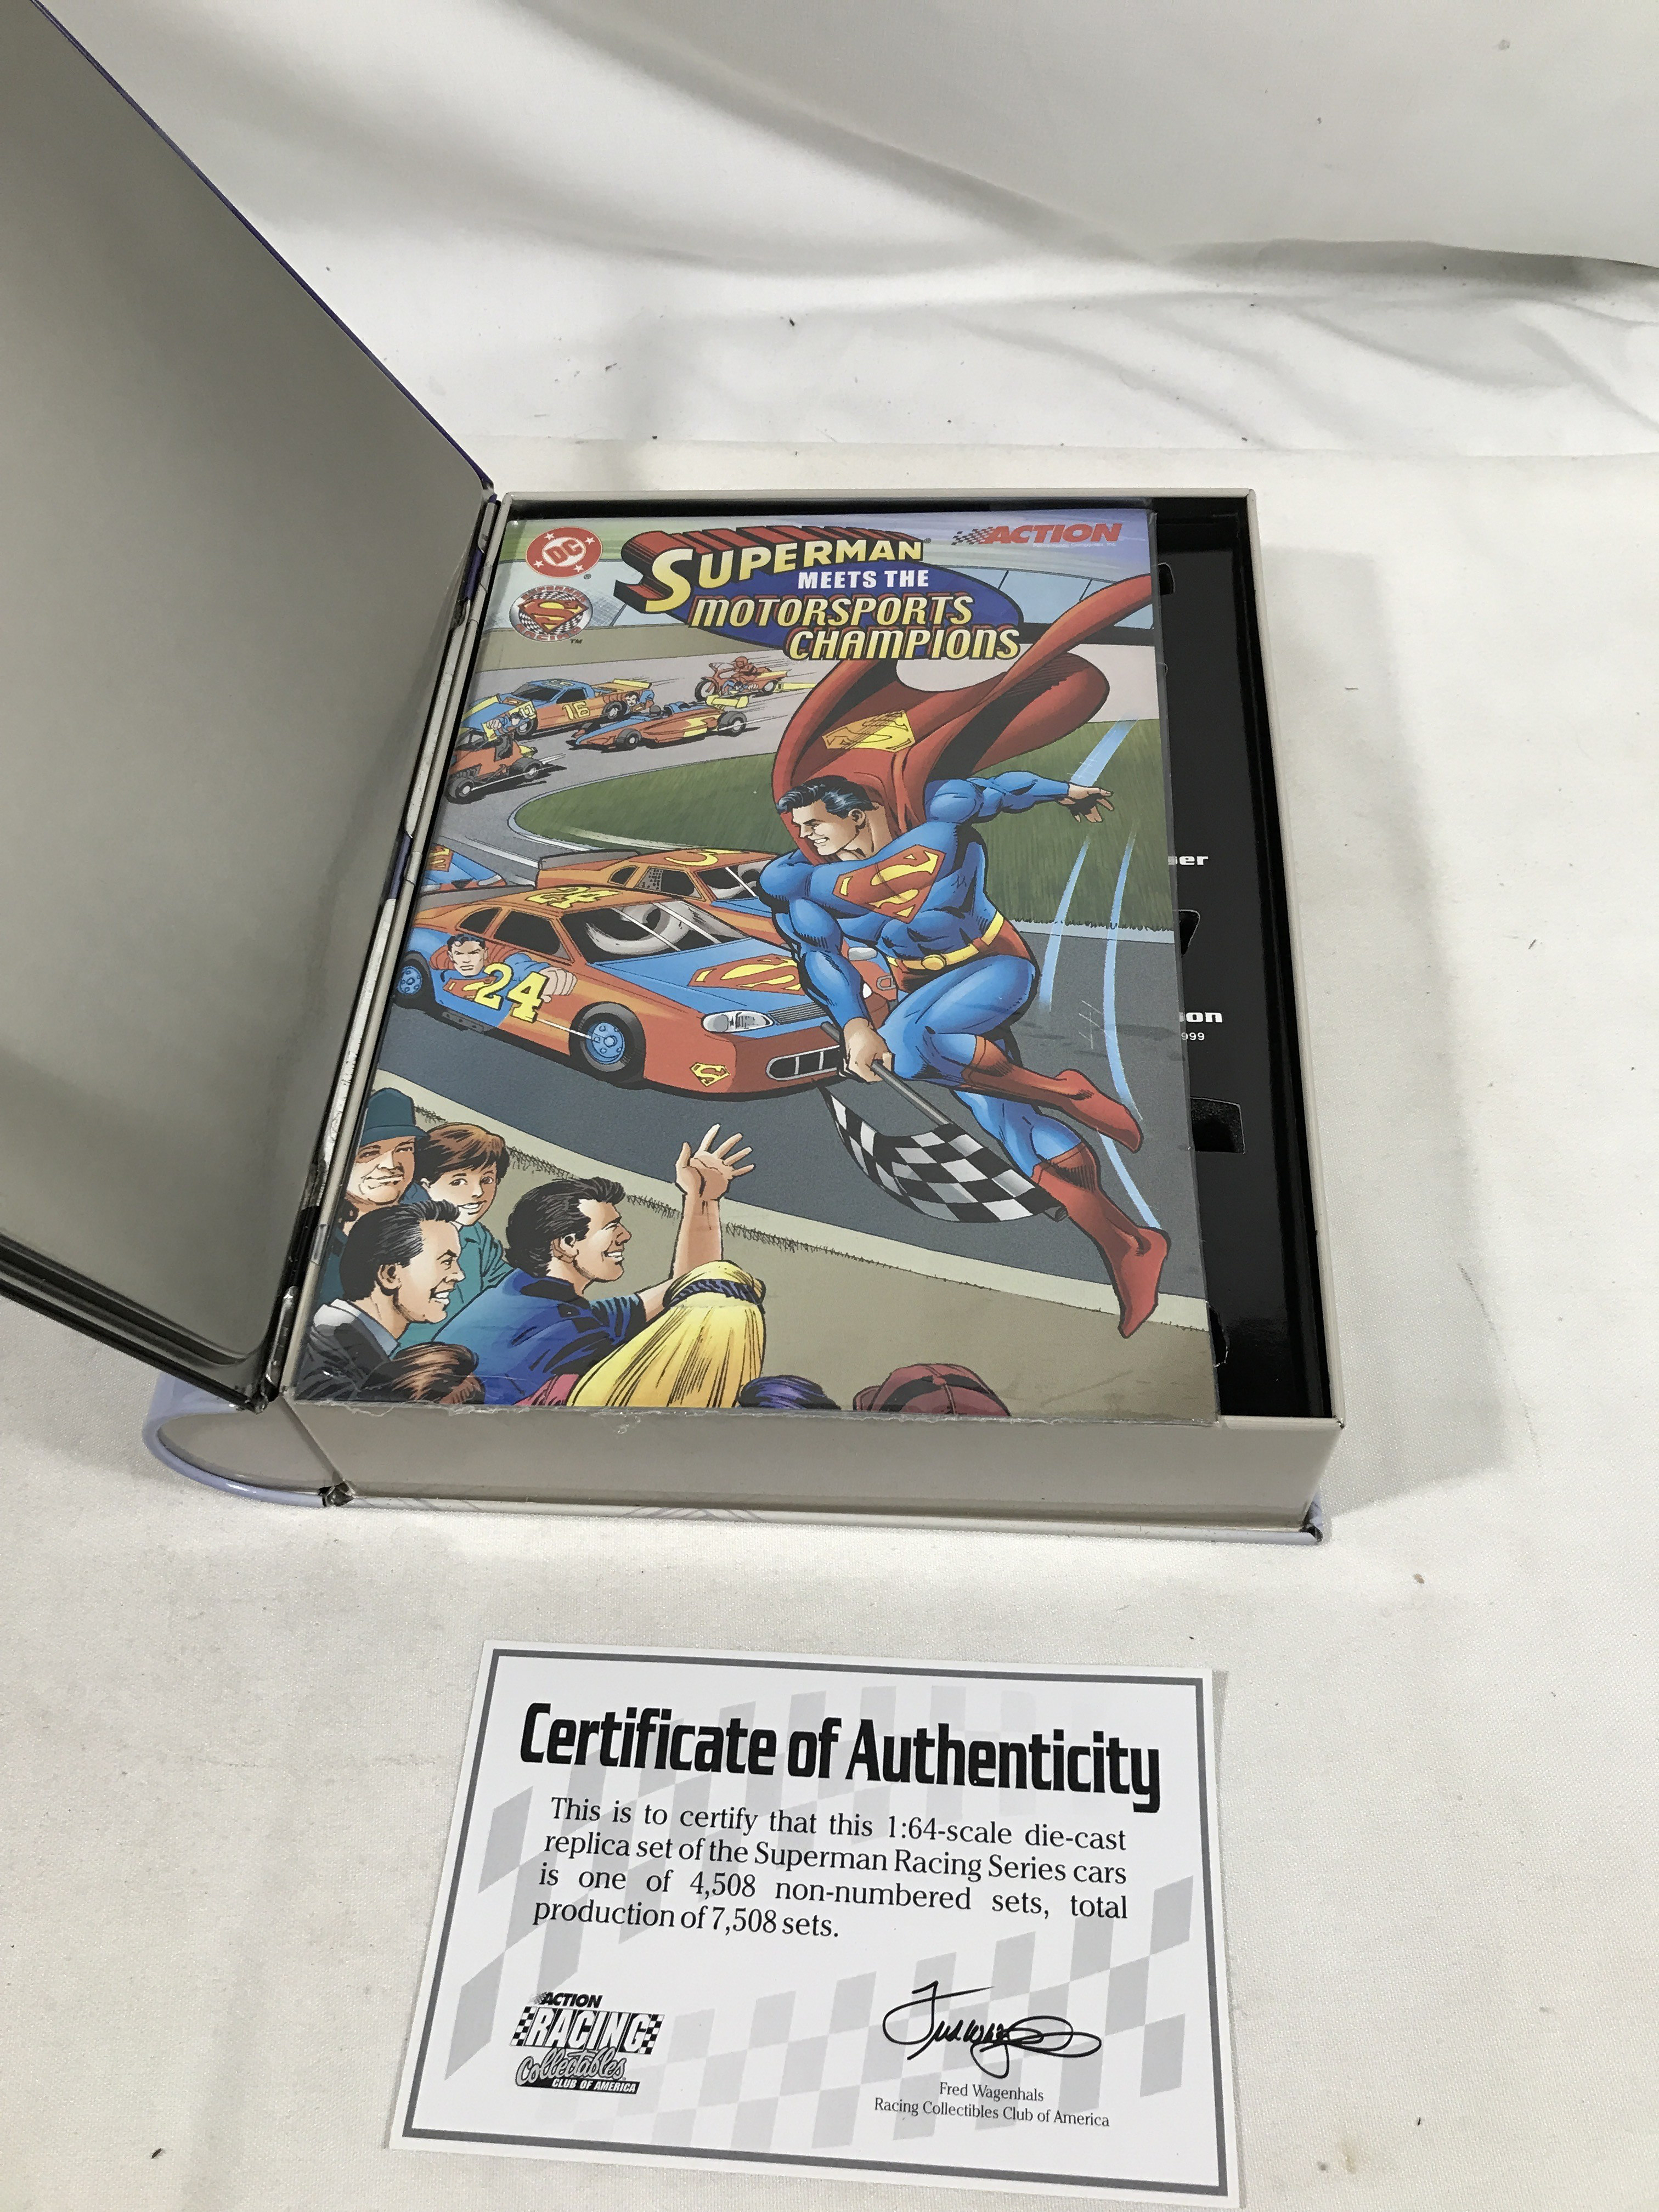 DC
SUPERMAN
ACTION
MEETS THE
MOTORSPORTS
CHAMPIONS
TM
16
24
24
999
Certificate of Authenticity
This is to certify that this 1:64-scale die-cast
replica set of the Superman Racing Series cars
is one of 4,508 non-numbered sets, total
production of 7,508 sets.
ACTION
RACING
Collectables
CLUB OF AMERICA
Fred Wagenhals
Racing Collectibles Club of America